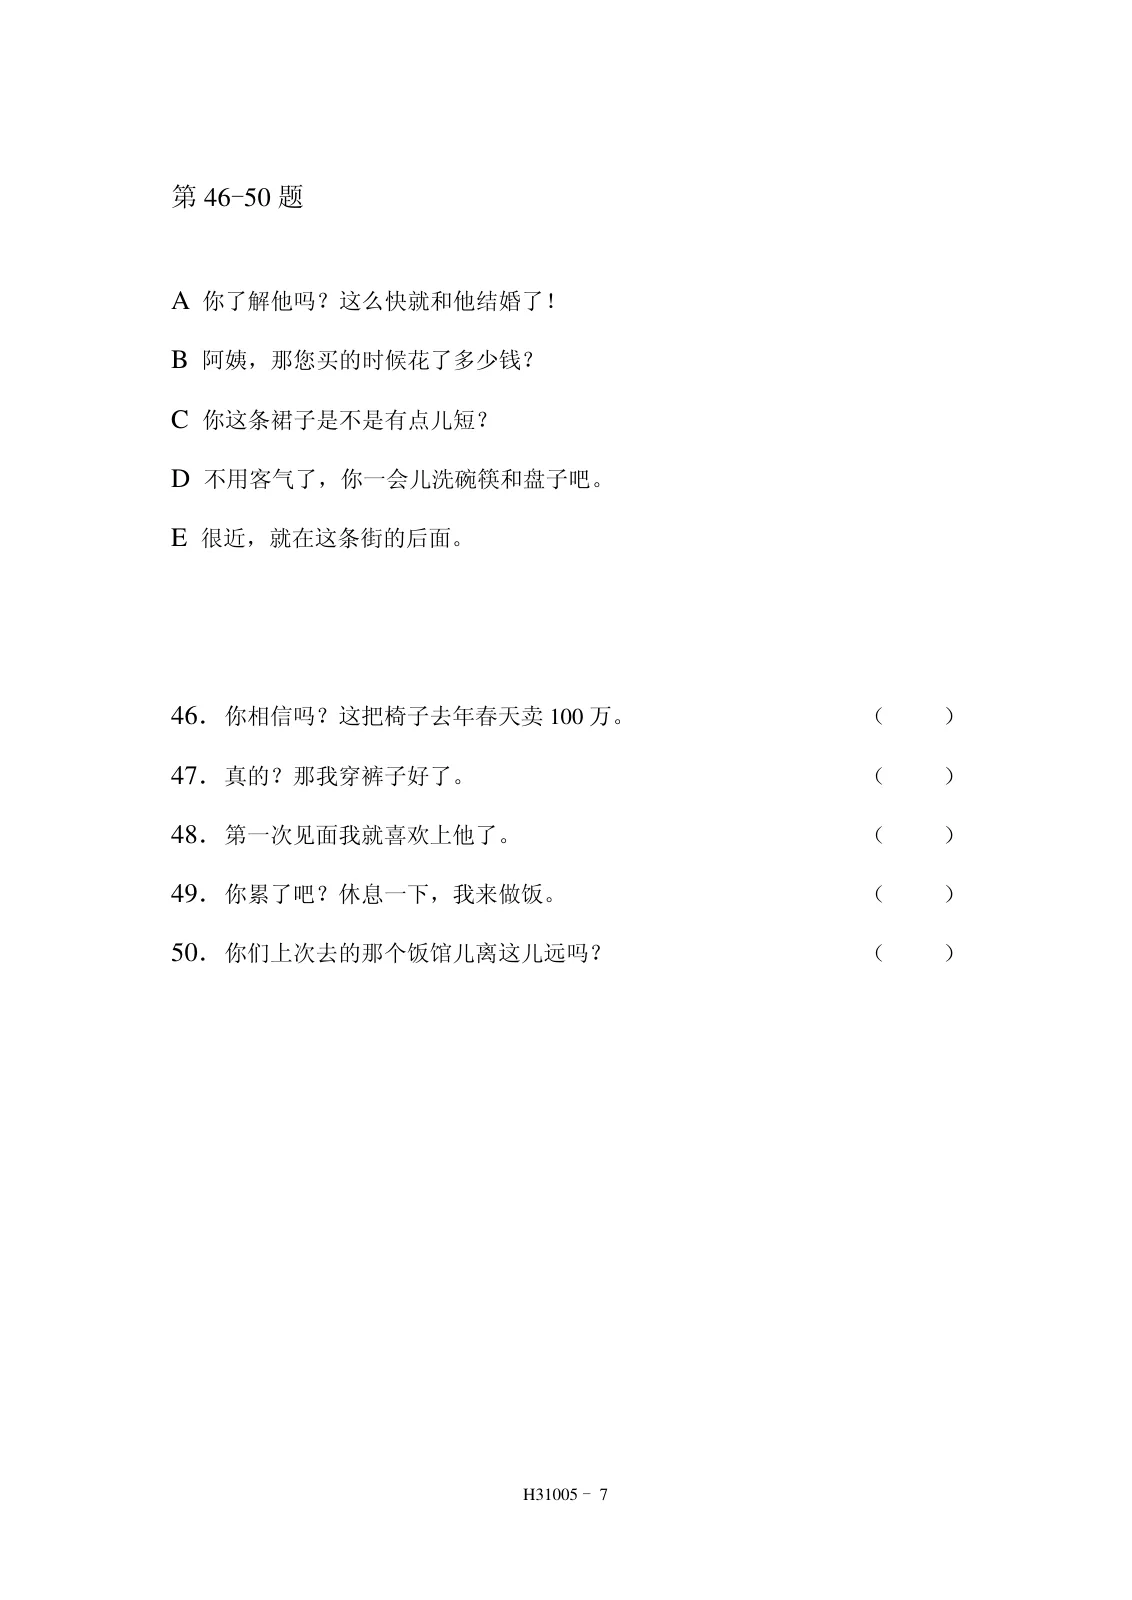 第 46-50 题
A 你了解他吗？这么快就和他结婚了！
B 阿姨，那您买的时候花了多少钱？
C 你这条裙子是不是有点儿短？
D 不用客气了，你一会儿洗碗筷和盘子吧。
E 很近，就在这条街的后面。
46．你相信吗？这把椅子去年春天卖 100 万。（ ）
47．真的？那我穿裤子好了。（ ）
48．第一次见面我就喜欢上他了。（ ）
49．你累了吧？休息一下，我来做饭。（ ）
50．你们上次去的那个饭馆儿离这儿远吗？（ ）
H31005 - 7